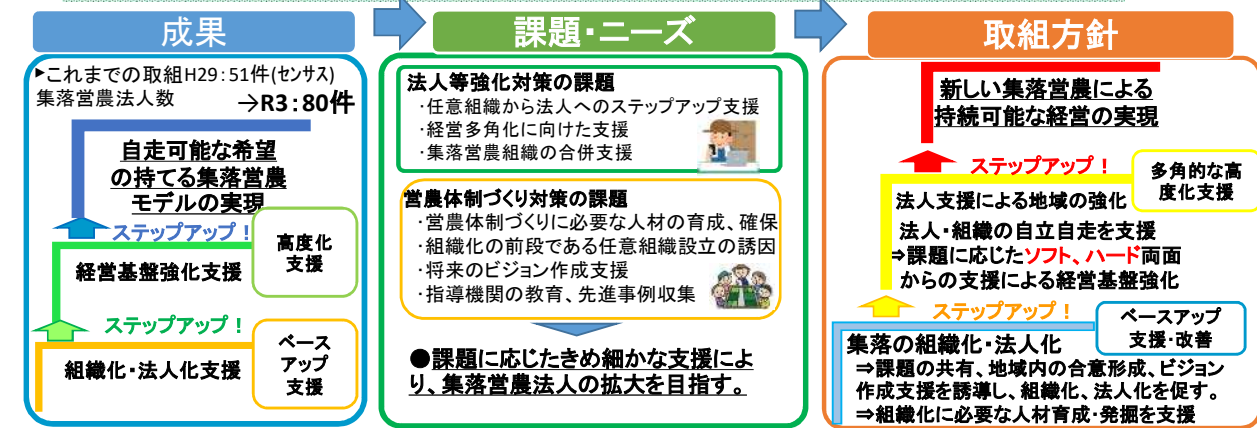 成果
▶これまでの取組H29:51件(センサス)
集落営農法人数　→R3:80件
自走可能な希望
の持てる集落営農
モデルの実現
ステップアップ!
高度化
支援
経営基盤強化支援
ステップアップ!
ベース
アップ
支援
組織化・法人化支援
課題・ニーズ
法人等強化対策の課題
・任意組織から法人へのステップアップ支援
・経営多角化に向けた支援
・集落営農組織の合併支援
営農体制づくり対策の課題
・営農体制づくりに必要な人材の育成、確保
・組織化の前段である任意組織設立の誘因
・将来のビジョン作成支援
・指導機関の教育、先進事例収集
●課題に応じたきめ細かな支援によ
り、集落営農法人の拡大を目指す。
取組方針
新しい集落営農による
持続可能な経営の実現
ステップアップ!
多角的な高
度化支援
法人支援による地域の強化
法人・組織の自立自走を支援
⇒課題に応じたソフト、ハード両面
からの支援による経営基盤強化
ステップアップ!
ベースアップ
支援・改善
集落の組織化・法人化
⇒課題の共有、地域内の合意形成、ビジョン
作成支援を誘導し、組織化、法人化を促す。
⇒組織化に必要な人材育成・発掘を支援